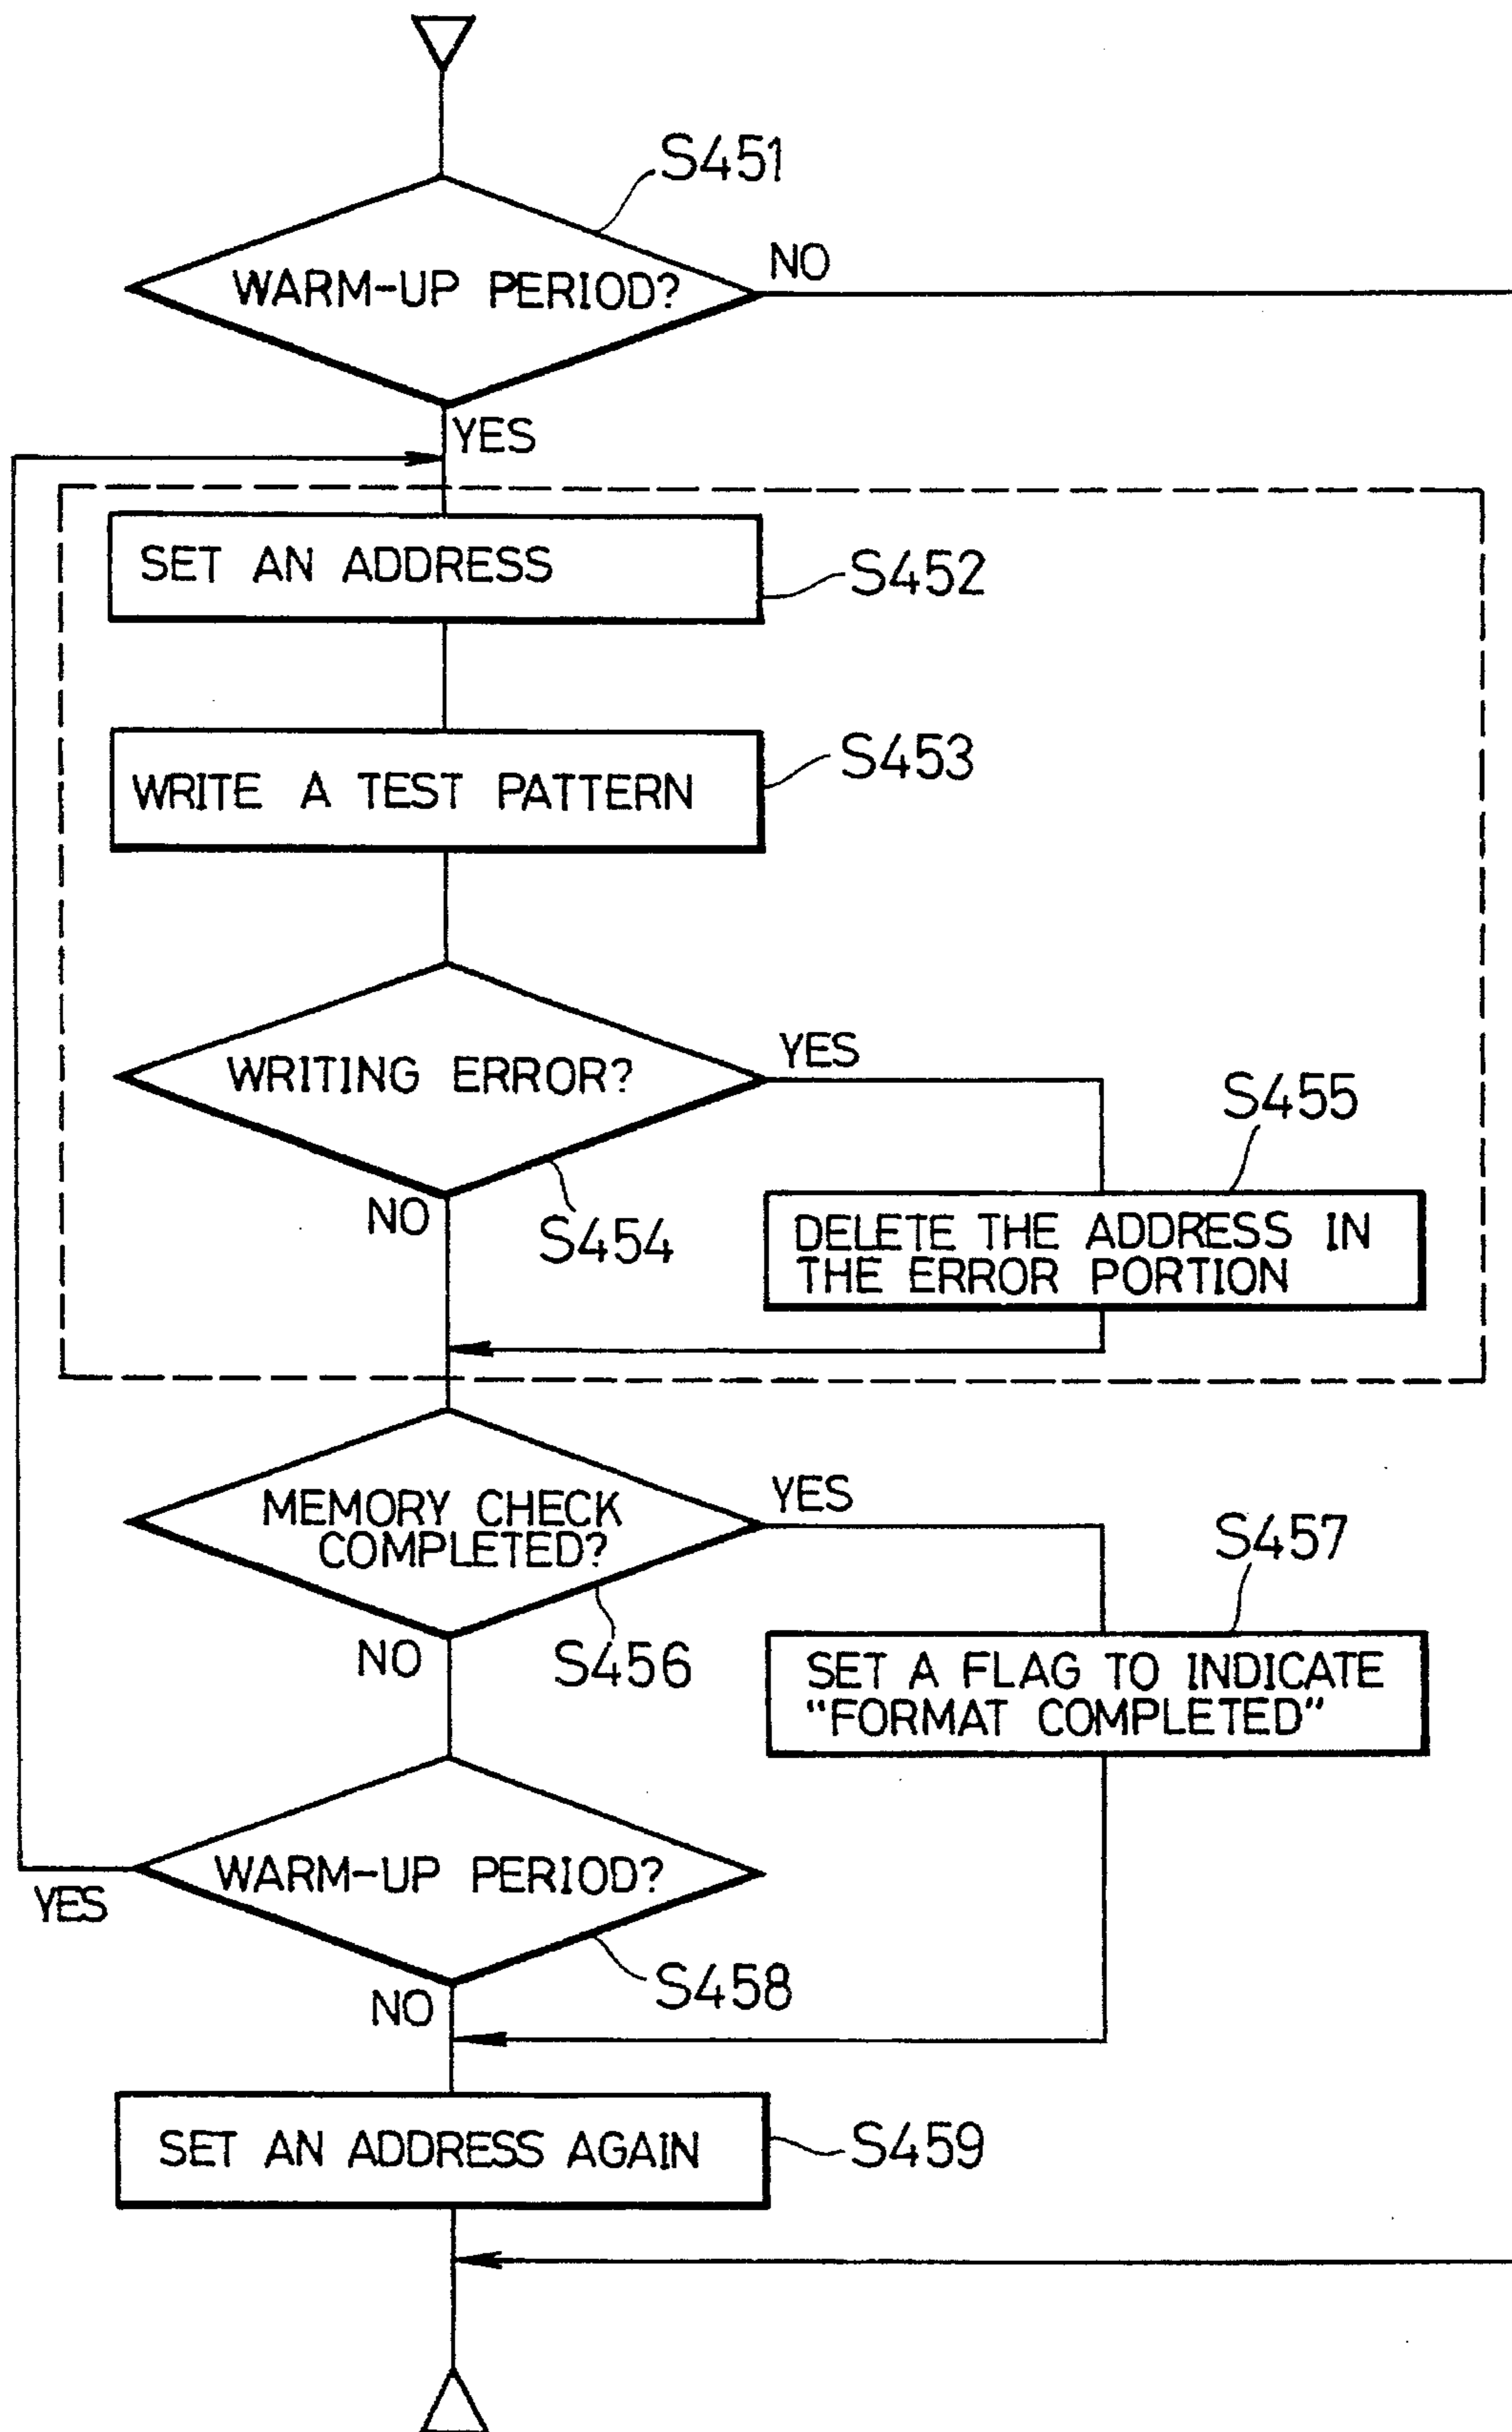 S451
WARM-UP PERIOD?
NO
YES
SET AN ADDRESS
S452
WRITE A TEST PATTERN
S453
WRITING ERROR?
YES
S455
NO
S454
DELETE THE ADDRESS IN
THE ERROR PORTION
MEMORY CHECK
COMPLETED?
YES
S457
NO
S456
SET A FLAG TO INDICATE
"FORMAT COMPLETED"
WARM-UP PERIOD?
YES
S458
NO
SET AN ADDRESS AGAIN
S459